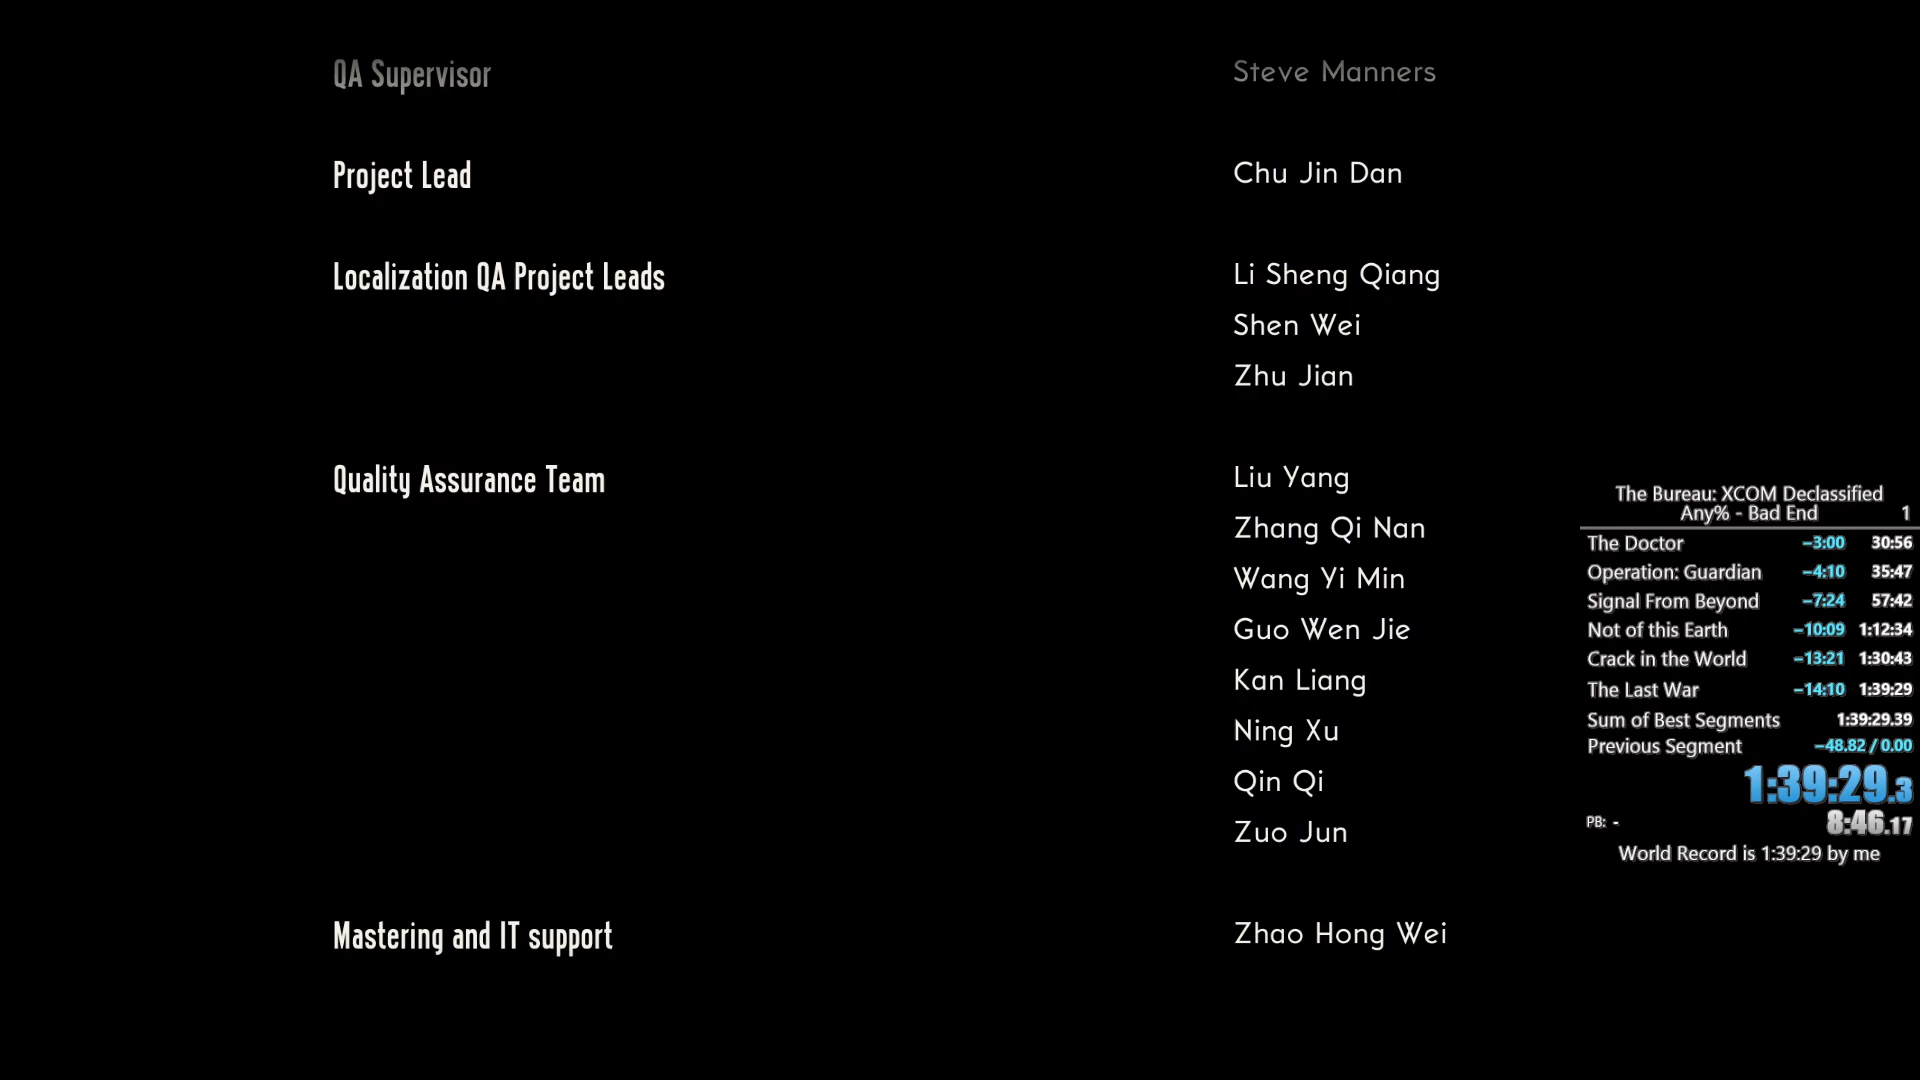 QA Supervisor Steve Manners
Project Lead Chu Jin Dan
Localization QA Project Leads Li Sheng Qiang
Shen Wei
Zhu Jian
Quality Assurance Team Liu Yang
Zhang Qi Nan
Wang Yi Min
Guo Wen Jie
Kan Liang
Ning Xu
Qin Qi
Zuo Jun
Mastering and IT support Zhao Hong Wei
The Bureau: XCOM Declassified
Any% - Bad End 1
The Doctor -3:00 30:56
Operation: Guardian -4:10 35:47
Signal From Beyond -7:24 57:42
Not of this Earth -10:09 1:12:34
Crack in the World -13:21 1:30:43
The Last War -14:10 1:39:29
Sum of Best Segments 1:39:29.39
Previous Segment -48.82 / 0.00
1:39:29.3
PB: - 8:46.17
World Record is 1:39:29 by me